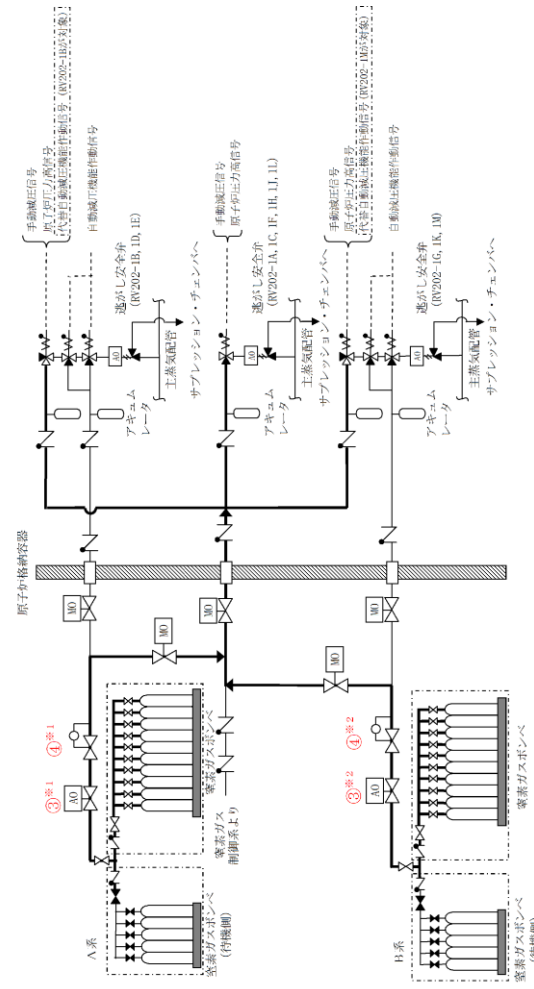 原子炉格納容器
手動減圧信号
原子炉圧力高信号
代替自動減圧機能作動信号 (RV202-1Bが対象)
自動減圧機能作動信号
逃がし安全弁
(RV202-1B, 1D, 1E)
AO
主蒸気配管
サプレッション・チェンバへ
アキュム
レータ
手動減圧信号
原子炉圧力高信号
逃がし安全弁
(RV202-1A, 1C, 1F, 1H, 1J, 1L)
AO
主蒸気配管
サプレッション・チェンバへ
アキュム
レータ
手動減圧信号
原子炉圧力高信号
代替自動減圧機能作動信号 (RV202-1Mが対象)
自動減圧機能作動信号
逃がし安全弁
(RV202-1G, 1K, 1M)
AO
主蒸気配管
サプレッション・チェンバへ
アキュム
レータ
MO
MO
MO
MO
MO
③※1
④※1
AO
A系
窒素ガスボンベ
(待機側)
窒素ガスボンベ
窒素ガス
制御系より
③※2
④※2
AO
B系
窒素ガスボンベ
(待機側)
窒素ガスボンベ